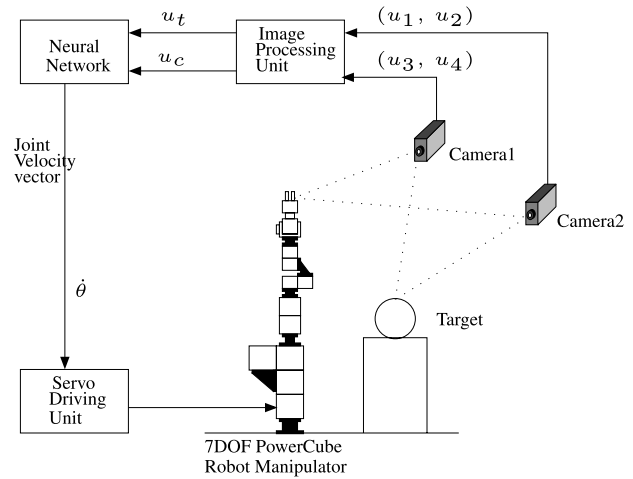 Neural
Network
u_t
u_c
Image
Processing
Unit
(u_1, u_2)
(u_3, u_4)
Camera1
Camera2
Joint
Velocity
vector
θ̇
Target
Servo
Driving
Unit
7DOF PowerCube
Robot Manipulator